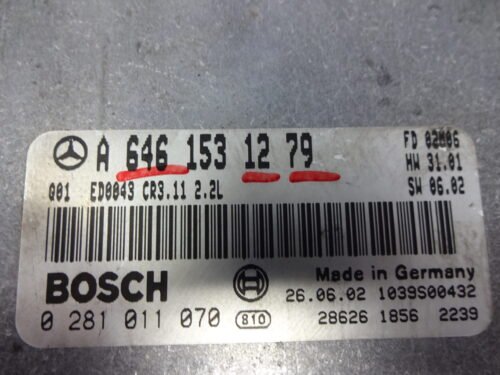 A 646 153 12 79
FD 02M06
HW 31.01
Q01 ED0043 CR3.11 2.2L
SW 06.02
BOSCH
Made in Germany
26.06.02 1039S00432
0 281 011 070 810
28626 1856 2239